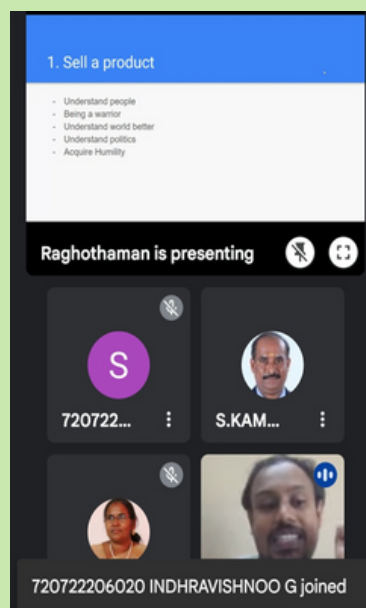 1. Sell a product
- Understand people
- Being a warrior
- Understand world better
- Understand politics
- Acquire Humility
Raghothaman is presenting
S
720722...
S.KAM...
720722206020 INDHRAVISHNOO G joined